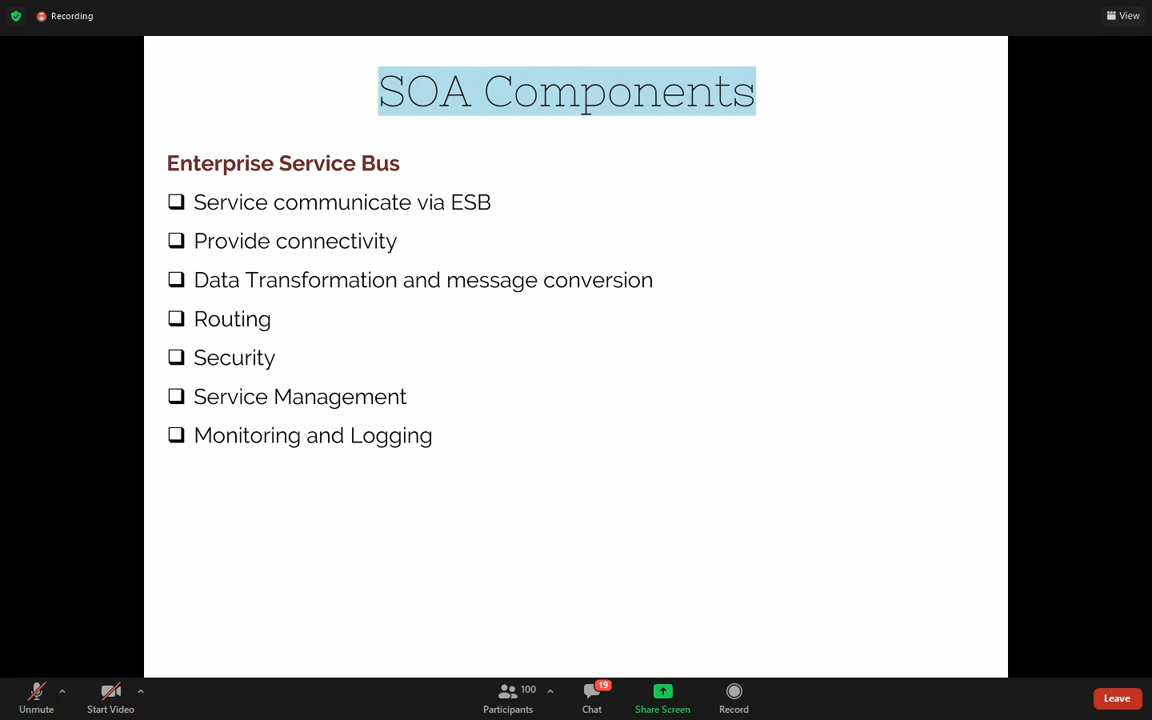 Recording
View
SOA Components
Enterprise Service Bus
Service communicate via ESB
Provide connectivity
Data Transformation and message conversion
Routing
Security
Service Management
Monitoring and Logging
Unmute
Start Video
100
Participants
19
Chat
Share Screen
Record
Leave